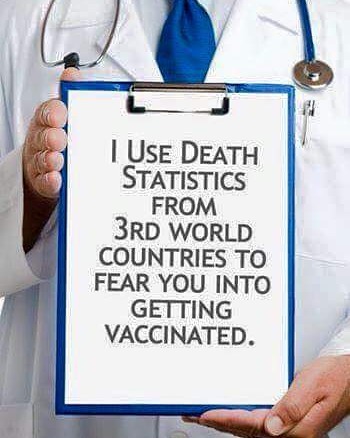 I USE DEATH
STATISTICS
FROM
3RD WORLD
COUNTRIES TO
FEAR YOU INTO
GETTING
VACCINATED.